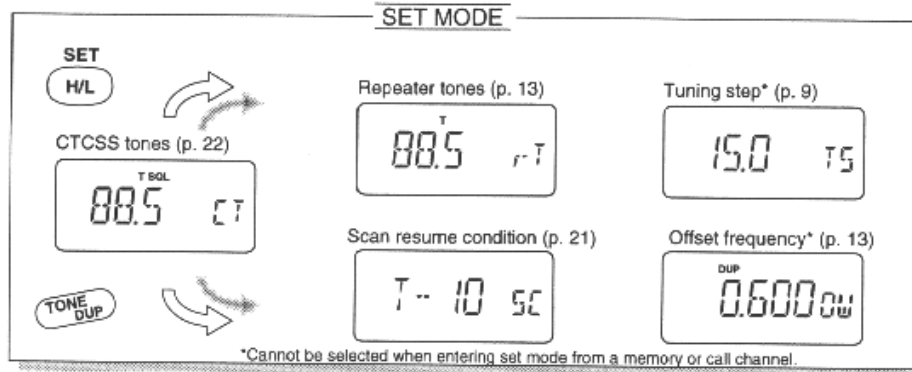 SET MODE
SET
H/L
CTCSS tones (p. 22)
T SQL
88.5 CT
TONE
DUP
Repeater tones (p. 13)
T
88.5 rT
Scan resume condition (p. 21)
T-- 10 SC
Tuning step* (p. 9)
15.0 TS
Offset frequency* (p. 13)
DUP
0.600 OW
*Cannot be selected when entering set mode from a memory or call channel.